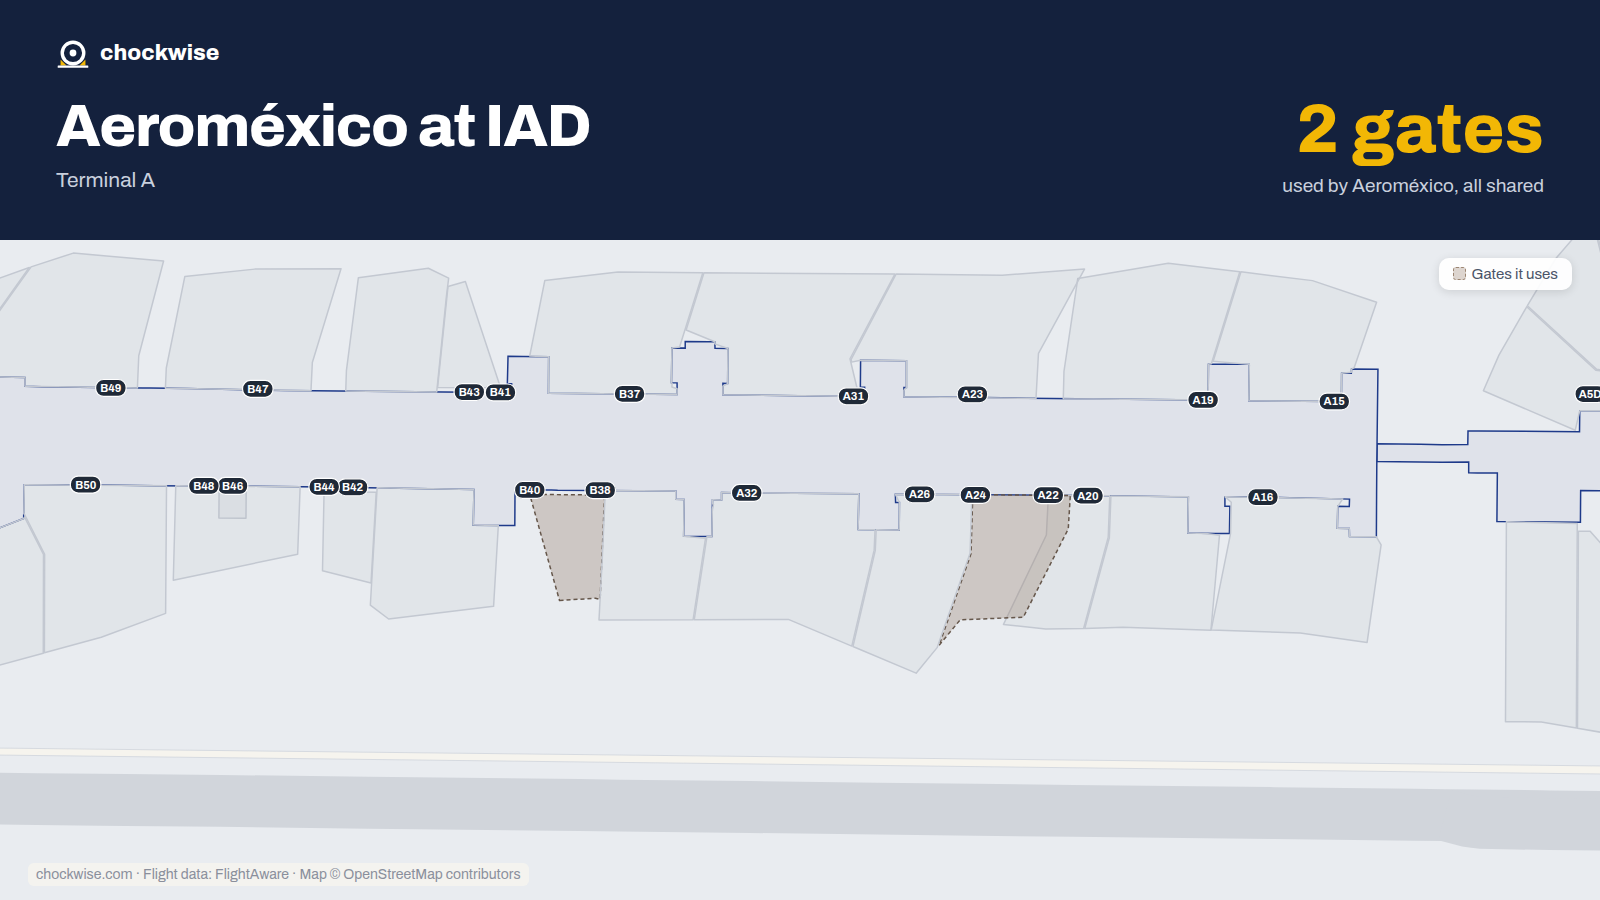 chockwise
Aeroméxico at IAD
Terminal A
2 gates
used by Aeroméxico, all shared
Gates it uses
B49
B47
B43
B41
B37
A31
A23
A19
A15
A5D
B50
B48
B46
B44
B42
B40
B38
A32
A26
A24
A22
A20
A16
chockwise.com · Flight data: FlightAware · Map © OpenStreetMap contributors